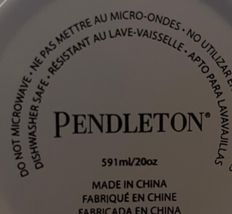 DO NOT MICROWAVE • NE PAS METTRE AU MICRO-ONDES • NO UTILIZAR EN
DISHWASHER SAFE • RÉSISTANT AU LAVE-VAISSELLE • APTO PARA LAVAVAJILLAS
PENDLETON®
591ml/20oz
MADE IN CHINA
FABRIQUÉ EN CHINE
FABRICADA EN CHINA